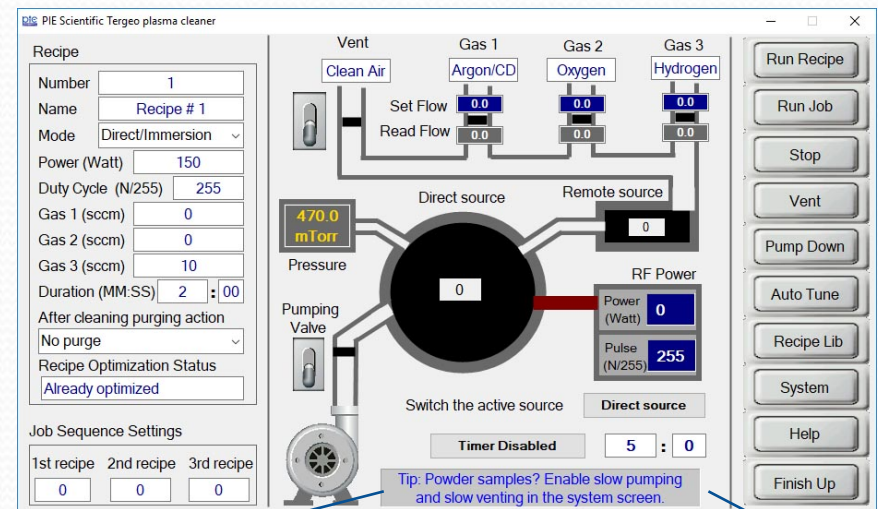 pie PIE Scientific Tergeo plasma cleaner
Recipe
Number 1
Name Recipe # 1
Mode Direct/Immersion
Power (Watt) 150
Duty Cycle (N/255) 255
Gas 1 (sccm) 0
Gas 2 (sccm) 0
Gas 3 (sccm) 10
Duration (MM:SS) 2 : 00
After cleaning purging action
No purge
Recipe Optimization Status
Already optimized
Job Sequence Settings
1st recipe 2nd recipe 3rd recipe
0 0 0
Vent Gas 1 Gas 2 Gas 3
Clean Air Argon/CD Oxygen Hydrogen
Set Flow 0.0 0.0 0.0
Read Flow 0.0 0.0 0.0
Direct source Remote source
470.0
mTorr
Pressure
0
0
RF Power
Power
(Watt) 0
Pulse
(N/255) 255
Pumping
Valve
Switch the active source Direct source
Timer Disabled 5 : 0
Tip: Powder samples? Enable slow pumping
and slow venting in the system screen.
Run Recipe
Run Job
Stop
Vent
Pump Down
Auto Tune
Recipe Lib
System
Help
Finish Up